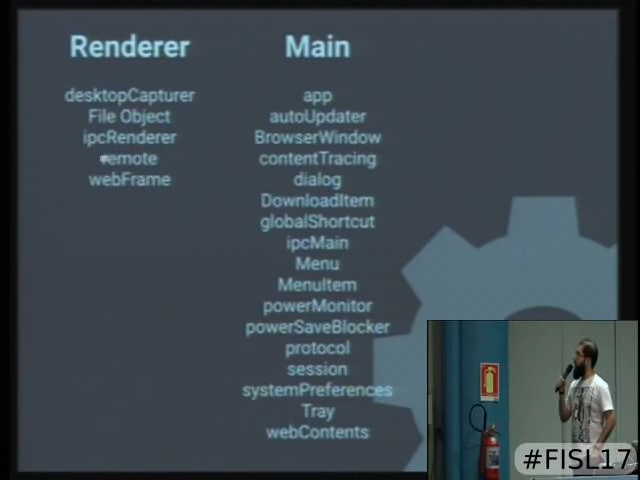 Renderer
desktopCapturer
File Object
ipcRenderer
remote
webFrame
Main
app
autoUpdater
BrowserWindow
contentTracing
dialog
DownloadItem
globalShortcut
ipcMain
Menu
MenuItem
powerMonitor
powerSaveBlocker
protocol
session
systemPreferences
Tray
webContents
#FISL17